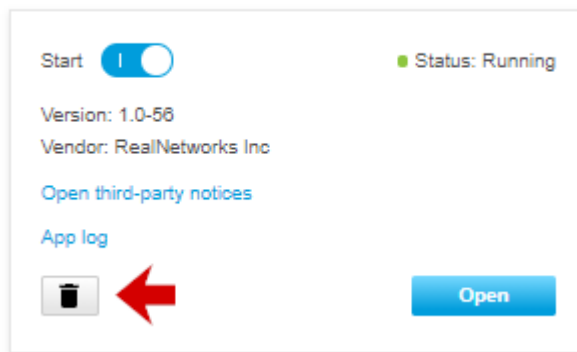 Start
Status: Running
Version: 1.0-56
Vendor: RealNetworks Inc
Open third-party notices
App log
Open